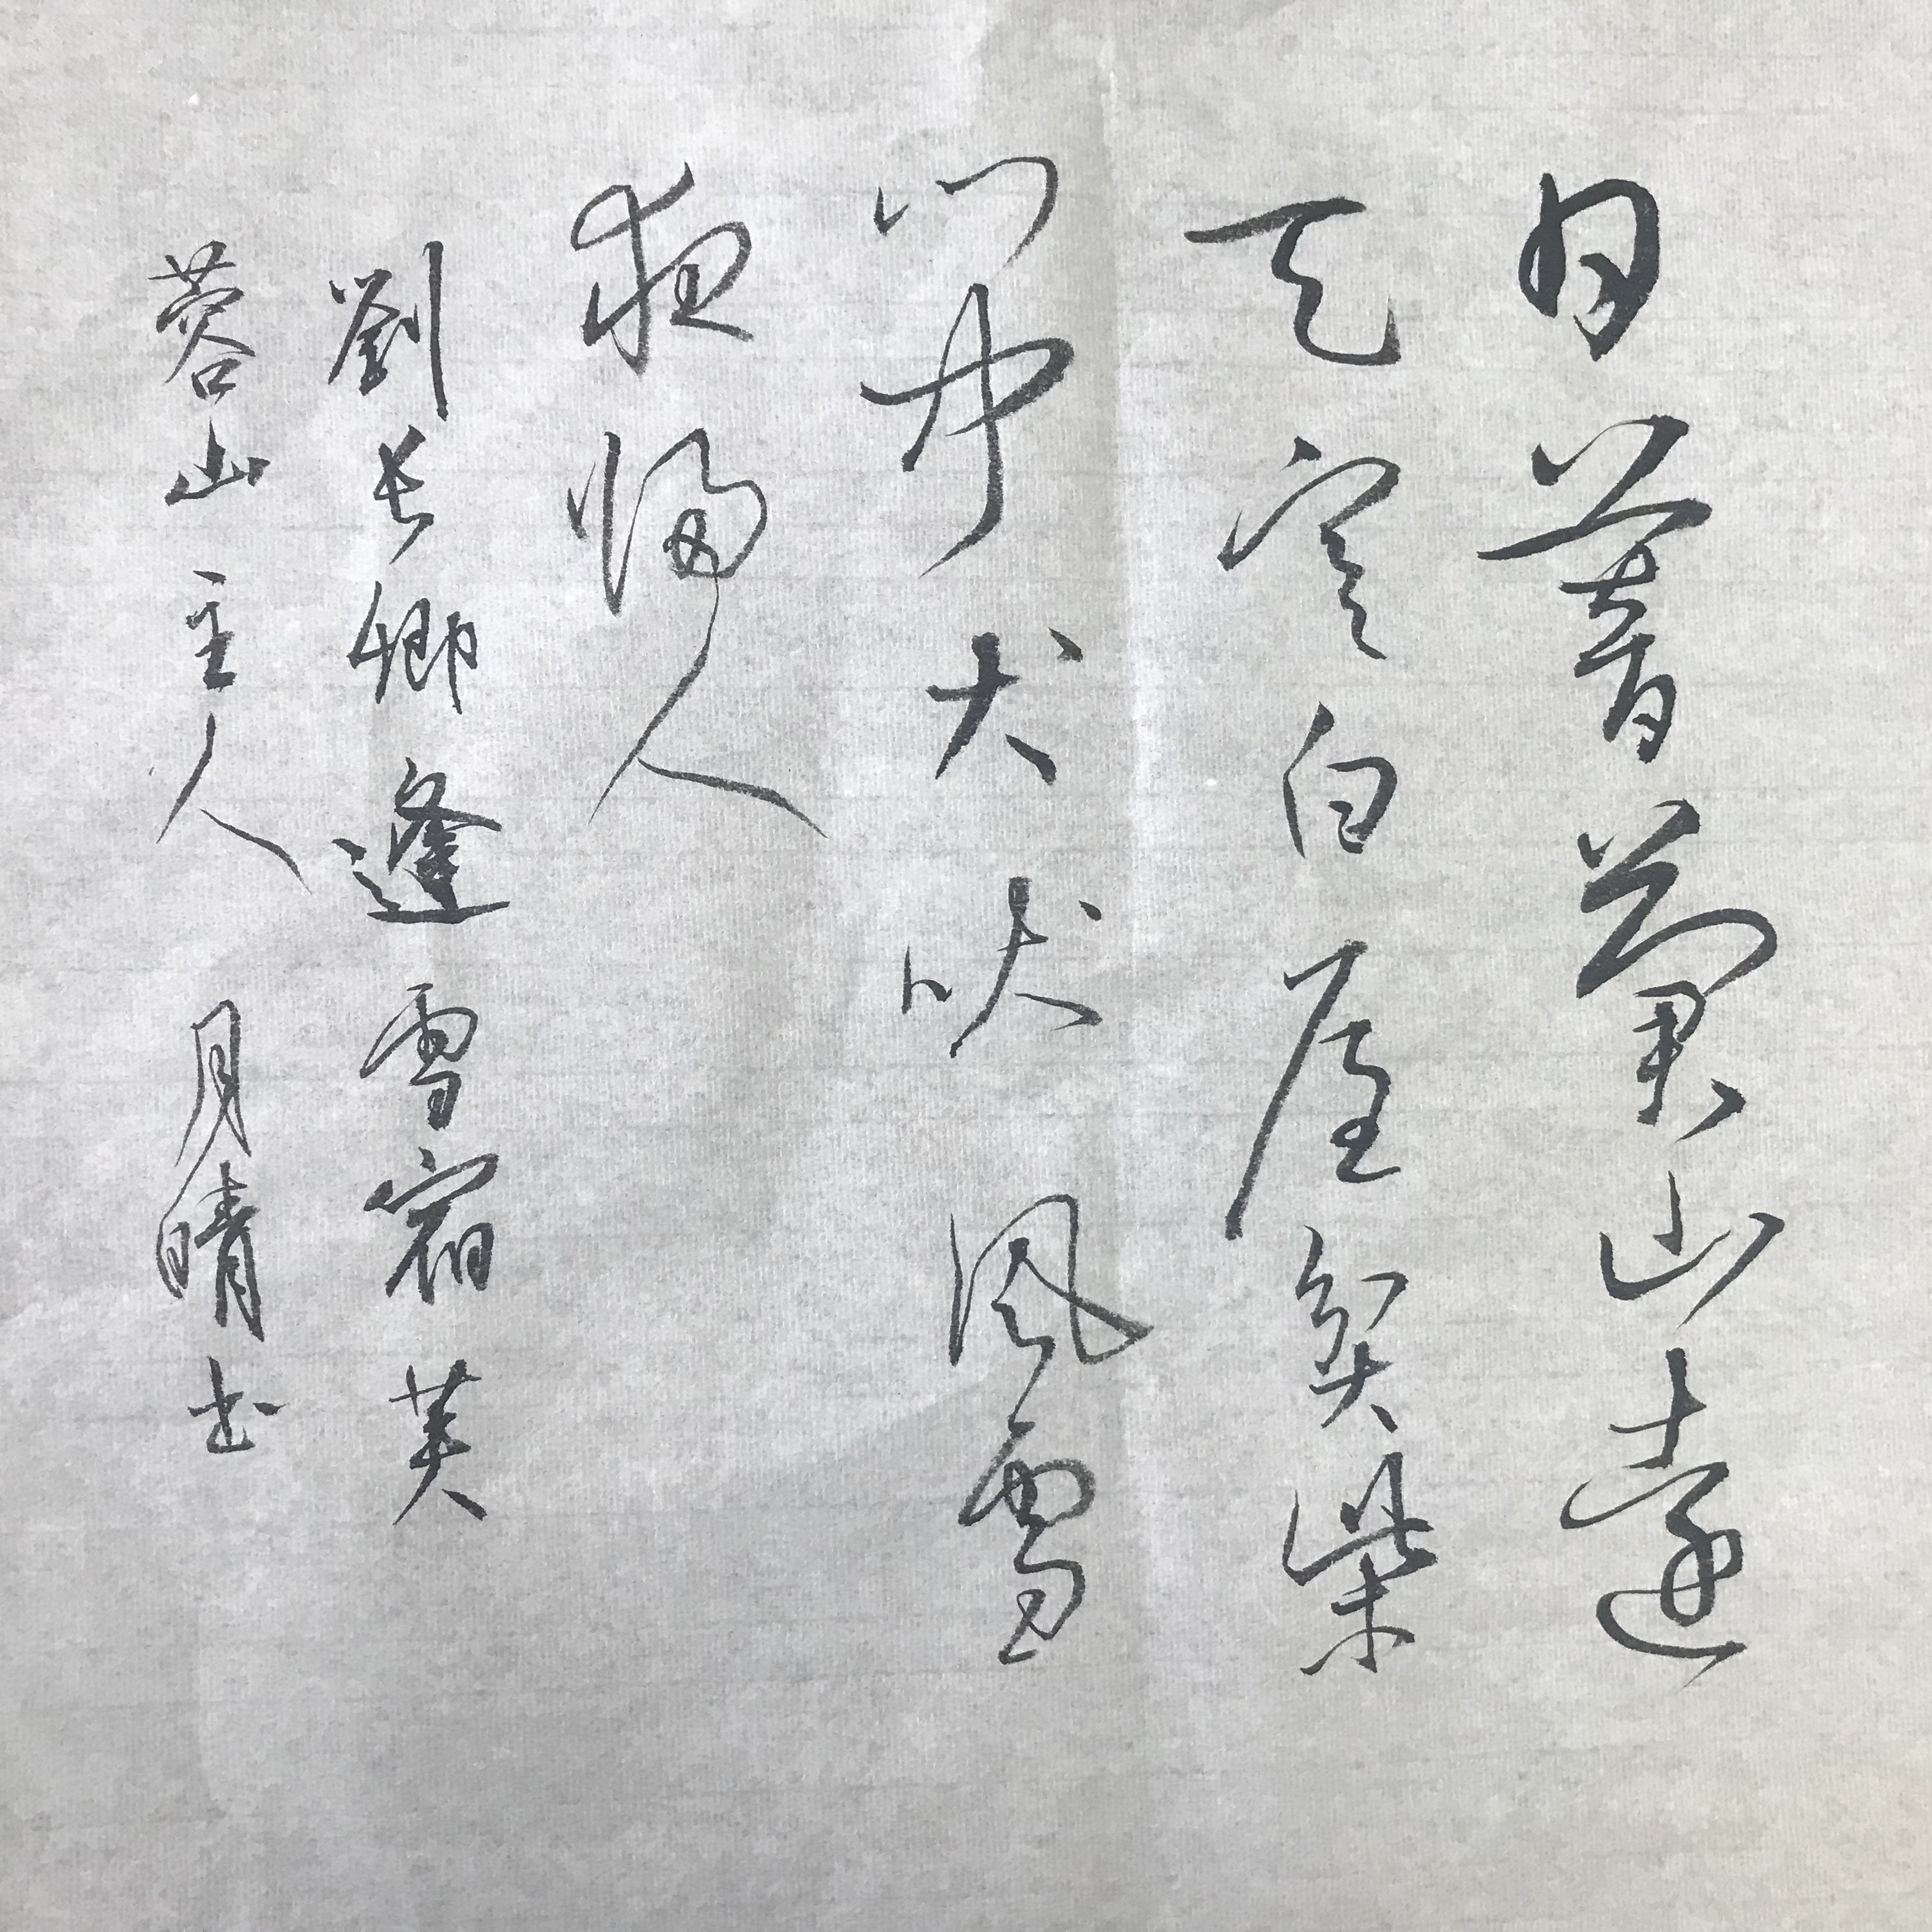 日暮蒼山遠
天寒白屋貧柴
門聞犬吠風雪
夜歸人
劉長卿逢雪宿芙
蓉山主人 月晴书